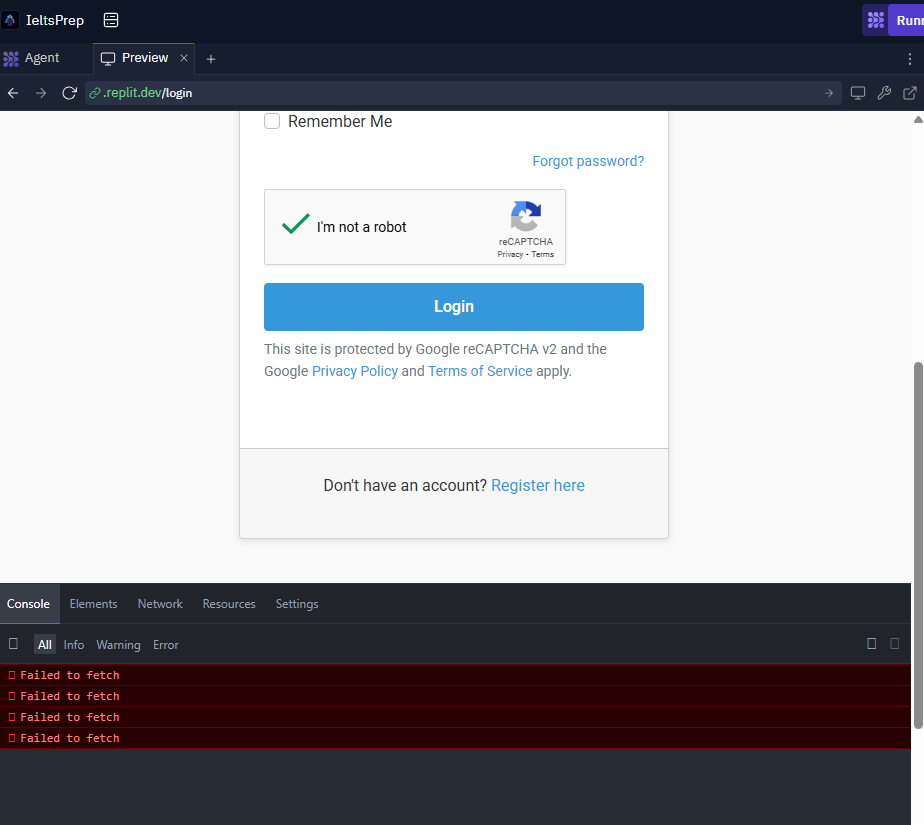 IeltsPrep
Agent
Preview
.replit.dev/login
Remember Me
Forgot password?
I'm not a robot
reCAPTCHA
Privacy - Terms
Login
This site is protected by Google reCAPTCHA v2 and the
Google Privacy Policy and Terms of Service apply.
Don't have an account? Register here
Console Elements Network Resources Settings
All Info Warning Error
Failed to fetch
Failed to fetch
Failed to fetch
Failed to fetch